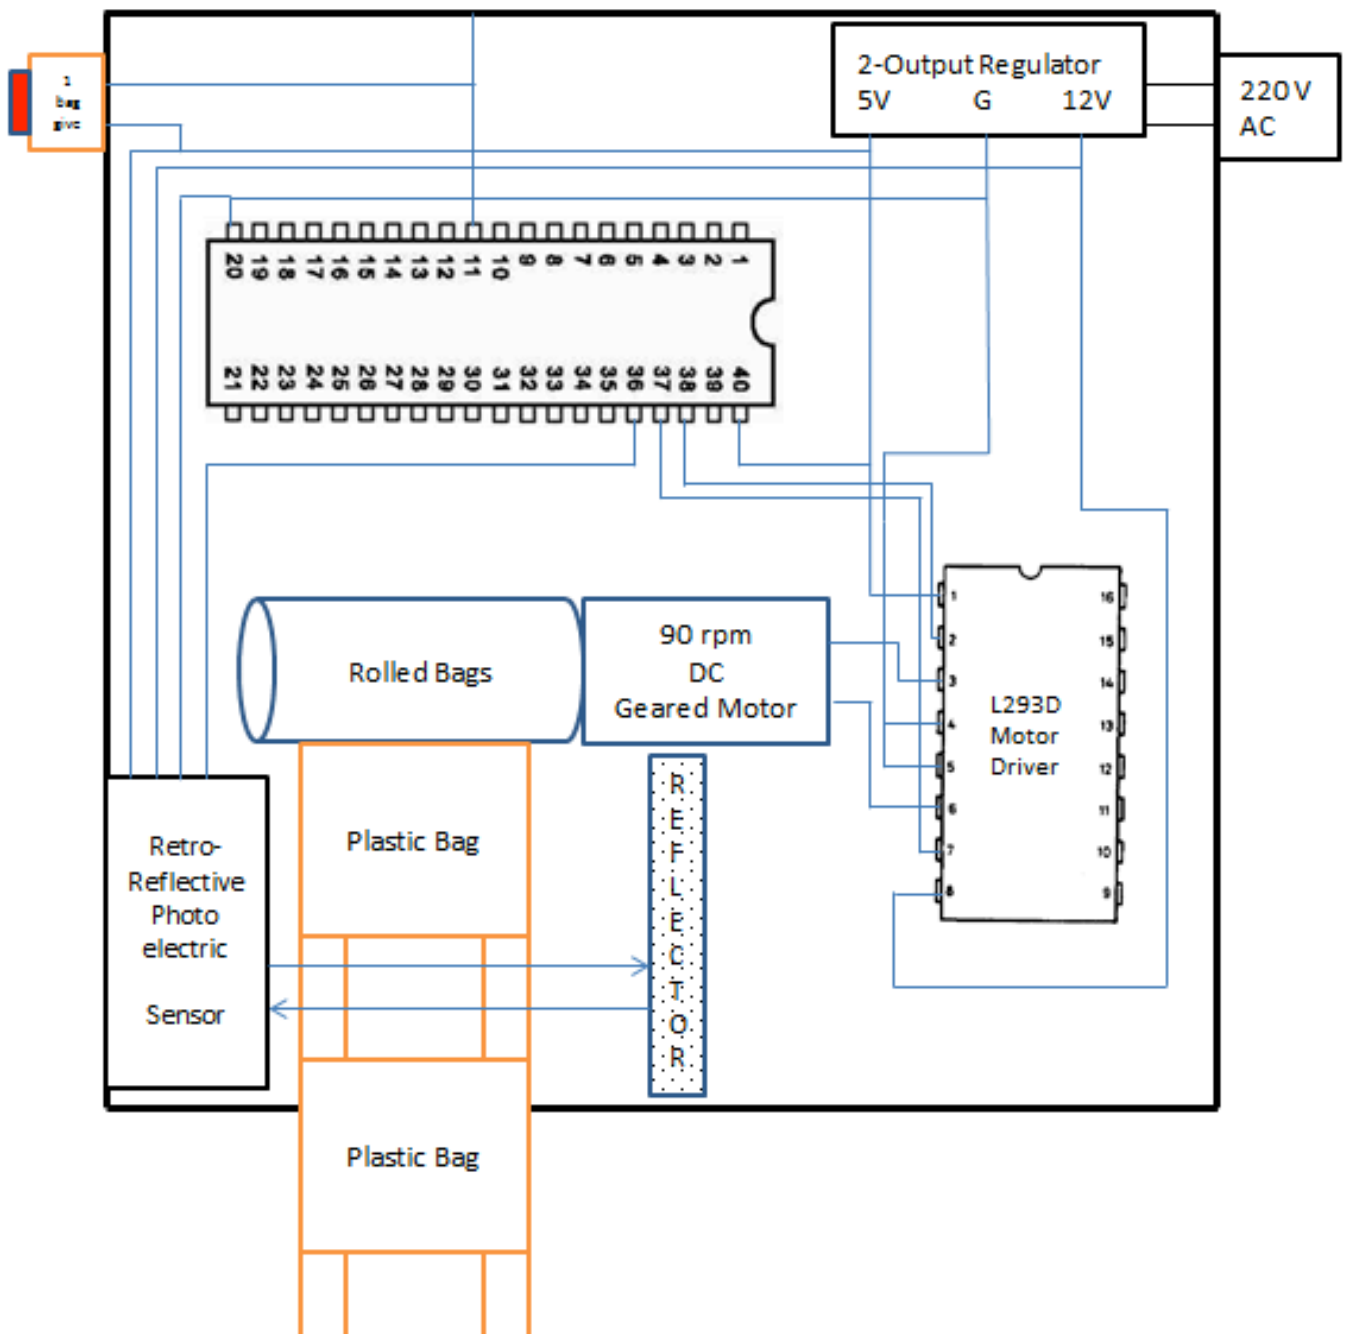 1
bag
give
2-Output Regulator
5V G 12V
220 V
AC
20 19 18 17 16 15 14 13 12 11 10 9 8 7 6 5 4 3 2 1
21 22 23 24 25 26 27 28 29 30 31 32 33 34 35 36 37 38 39 40
Rolled Bags
90 rpm
DC
Geared Motor
1 16
2 15
3 14
4 13
5 12
6 11
7 10
8 9
L293D
Motor
Driver
R
E
F
L
E
C
T
O
R
Retro-
Reflective
Photo
electric
Sensor
Plastic Bag
Plastic Bag